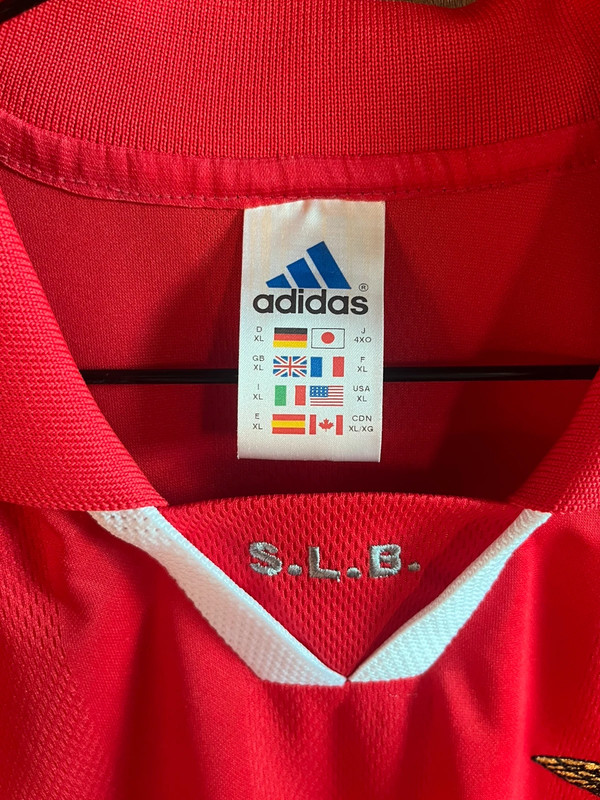 adidas®
D XL J 4XO
GB XL F XL
I XL USA XL
E XL CDN XL/XG
S.L.B.